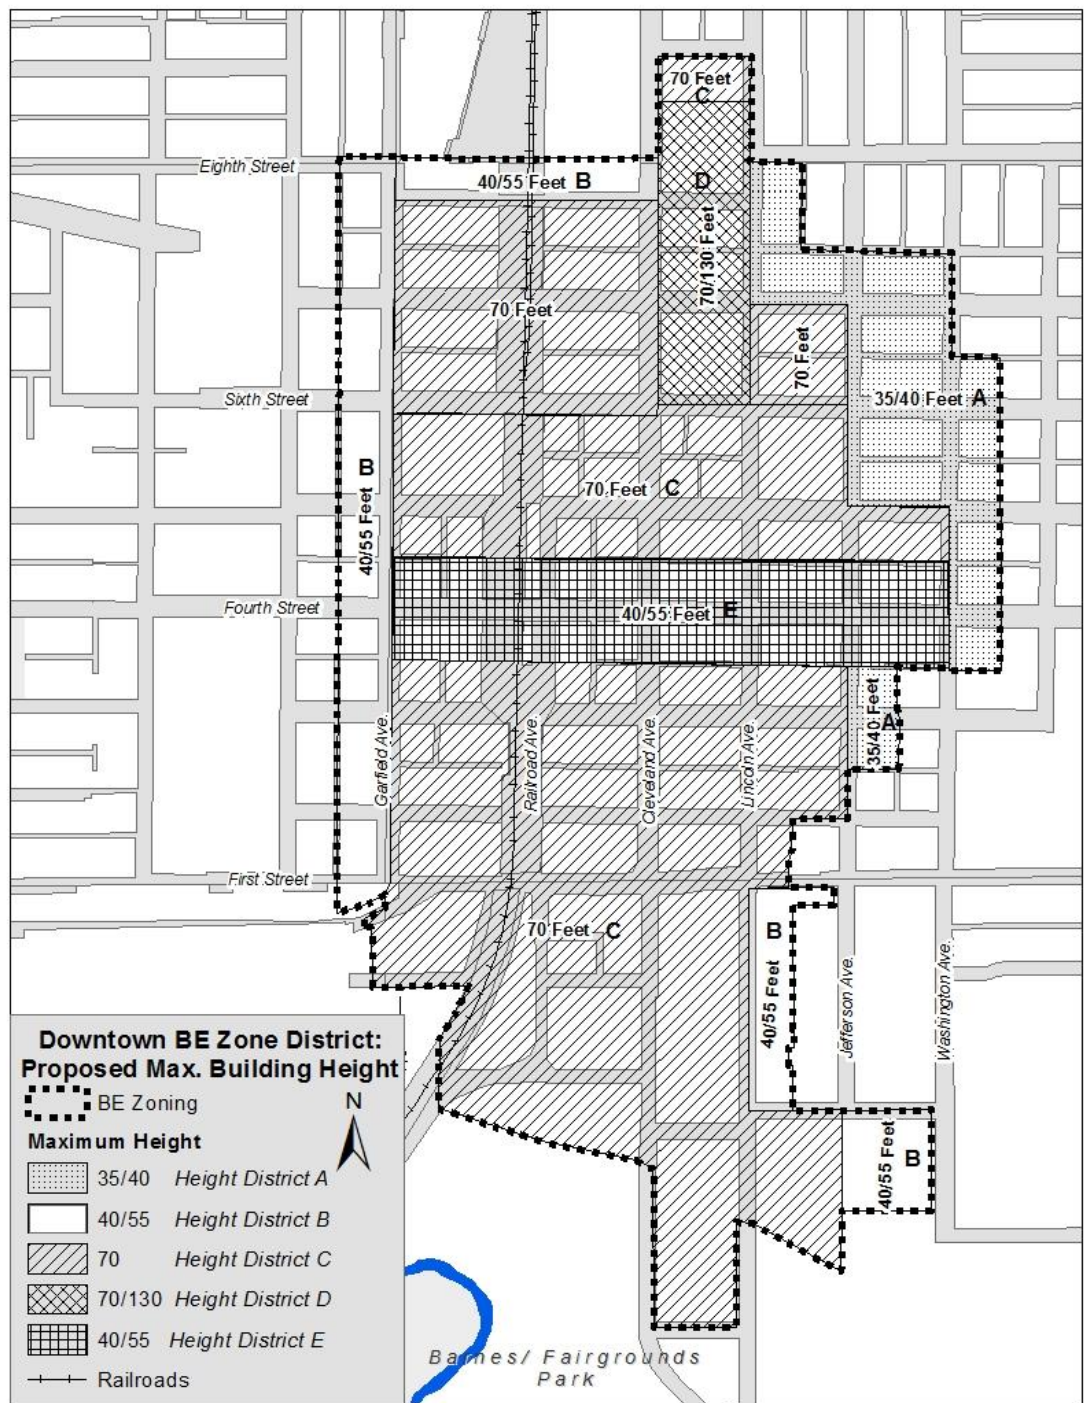 70 Feet
C
Eighth Street
40/55 Feet B
D
70/130 Feet
70 Feet
70 Feet
Sixth Street
35/40 Feet A
B
40/55 Feet
70 Feet C
Fourth Street
40/55 Feet E
35/40 Feet
A
Garfield Ave.
Railroad Ave.
Cleveland Ave.
Lincoln Ave.
First Street
70 Feet C
B
40/55 Feet
Jefferson Ave.
Washington Ave.
40/55 Feet
B
Downtown BE Zone District:
Proposed Max. Building Height
BE Zoning
N
Maximum Height
35/40 Height District A
40/55 Height District B
70 Height District C
70/130 Height District D
40/55 Height District E
Railroads
Barnes/ Fairgrounds
Park